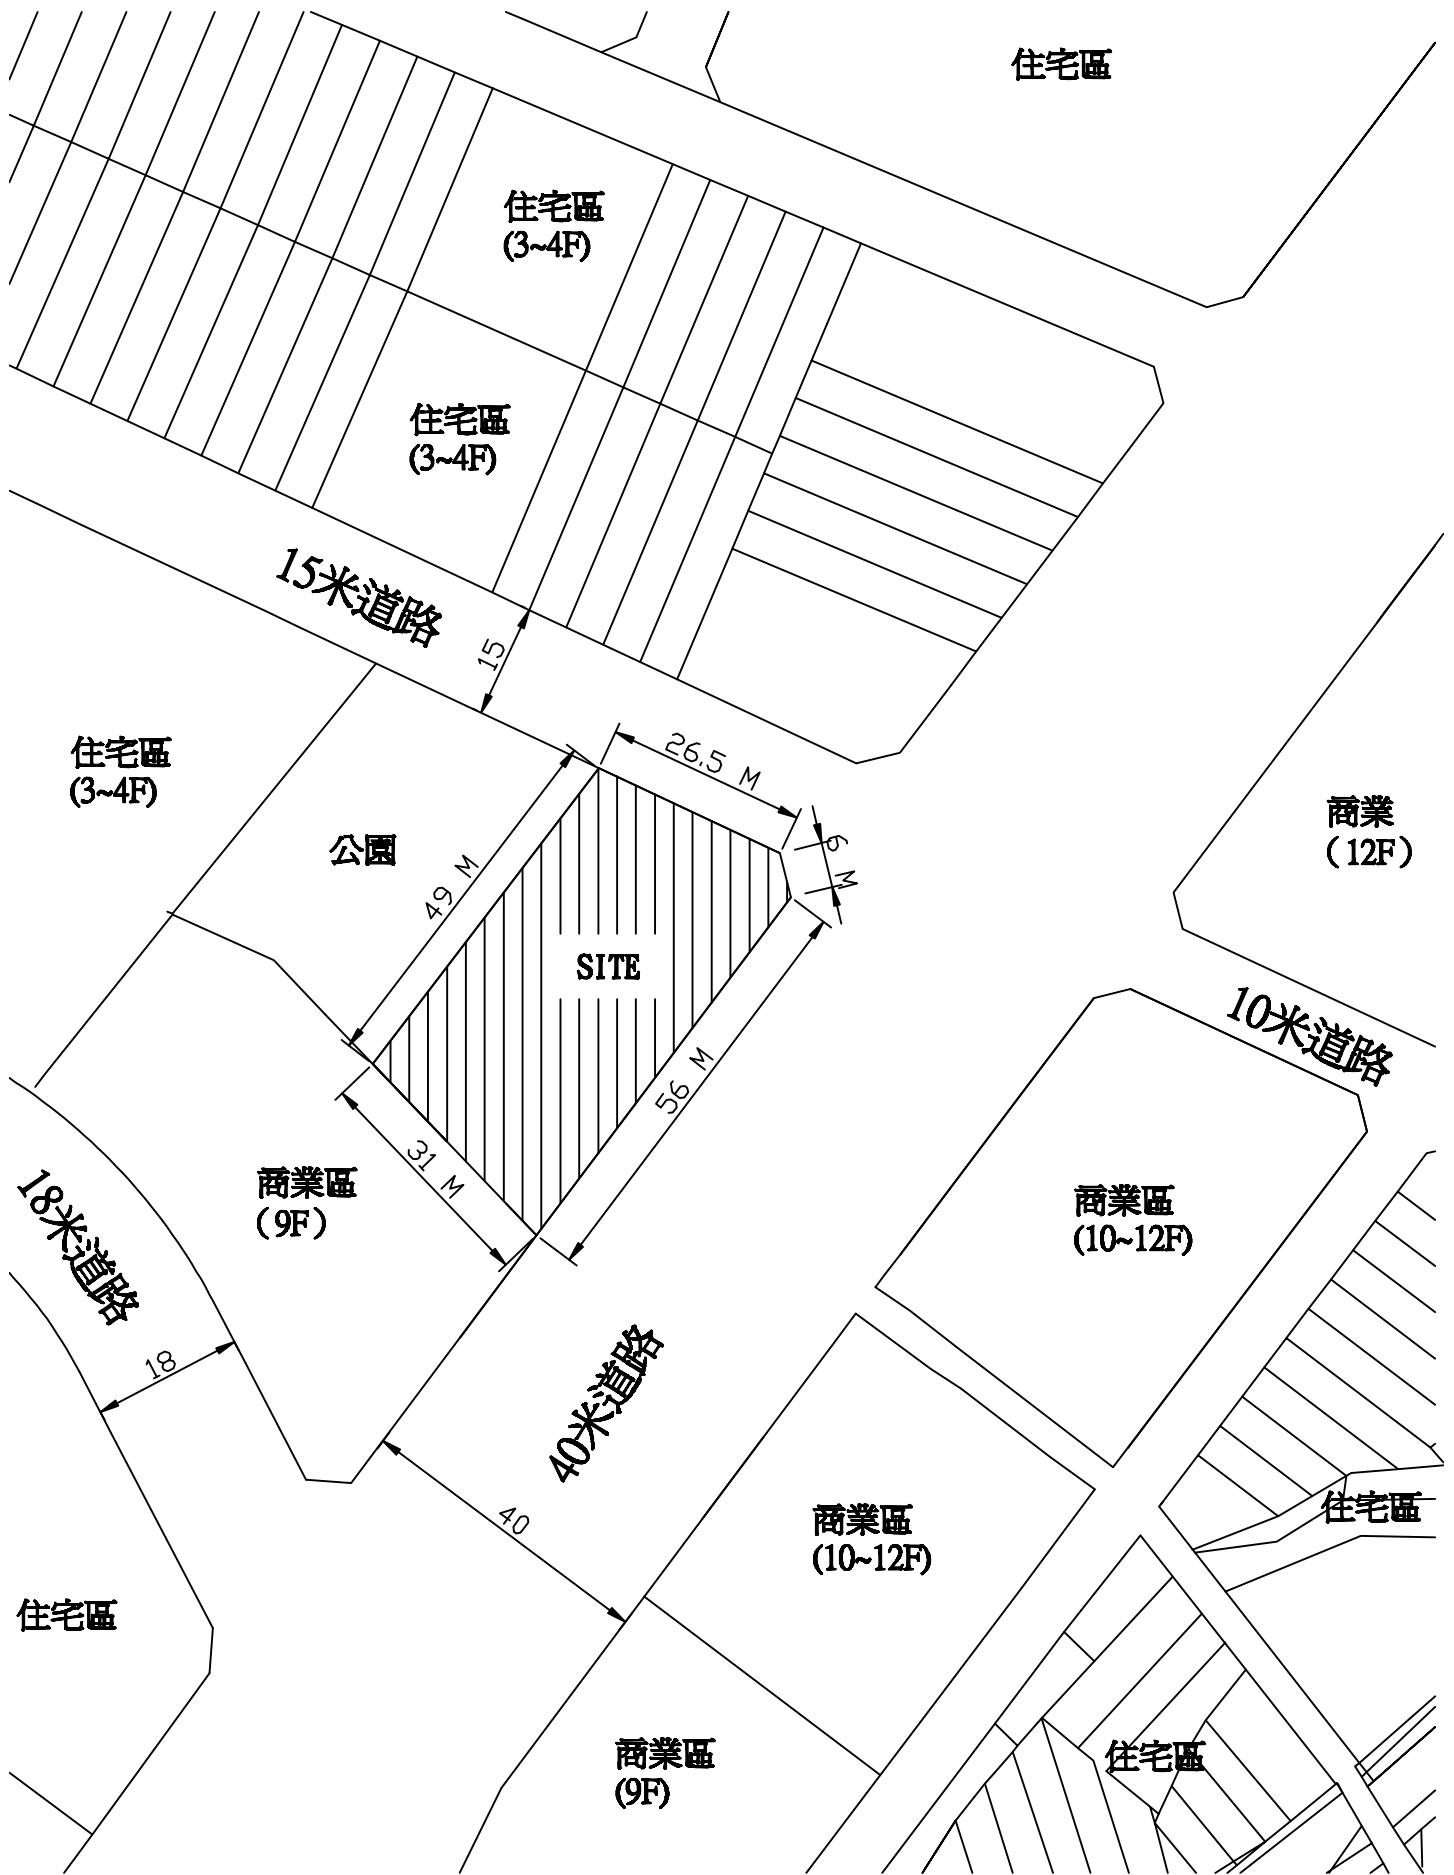 住宅區
住宅區
(3~4F)
住宅區
(3~4F)
15米道路
15
26.5 M
6 M
住宅區
(3~4F)
公園
49 M
商業
（12F）
SITE
10米道路
56 M
31 M
商業區
（9F）
18米道路
商業區
(10~12F)
18
40米道路
40
商業區
(10~12F)
住宅區
住宅區
商業區
(9F)
住宅區